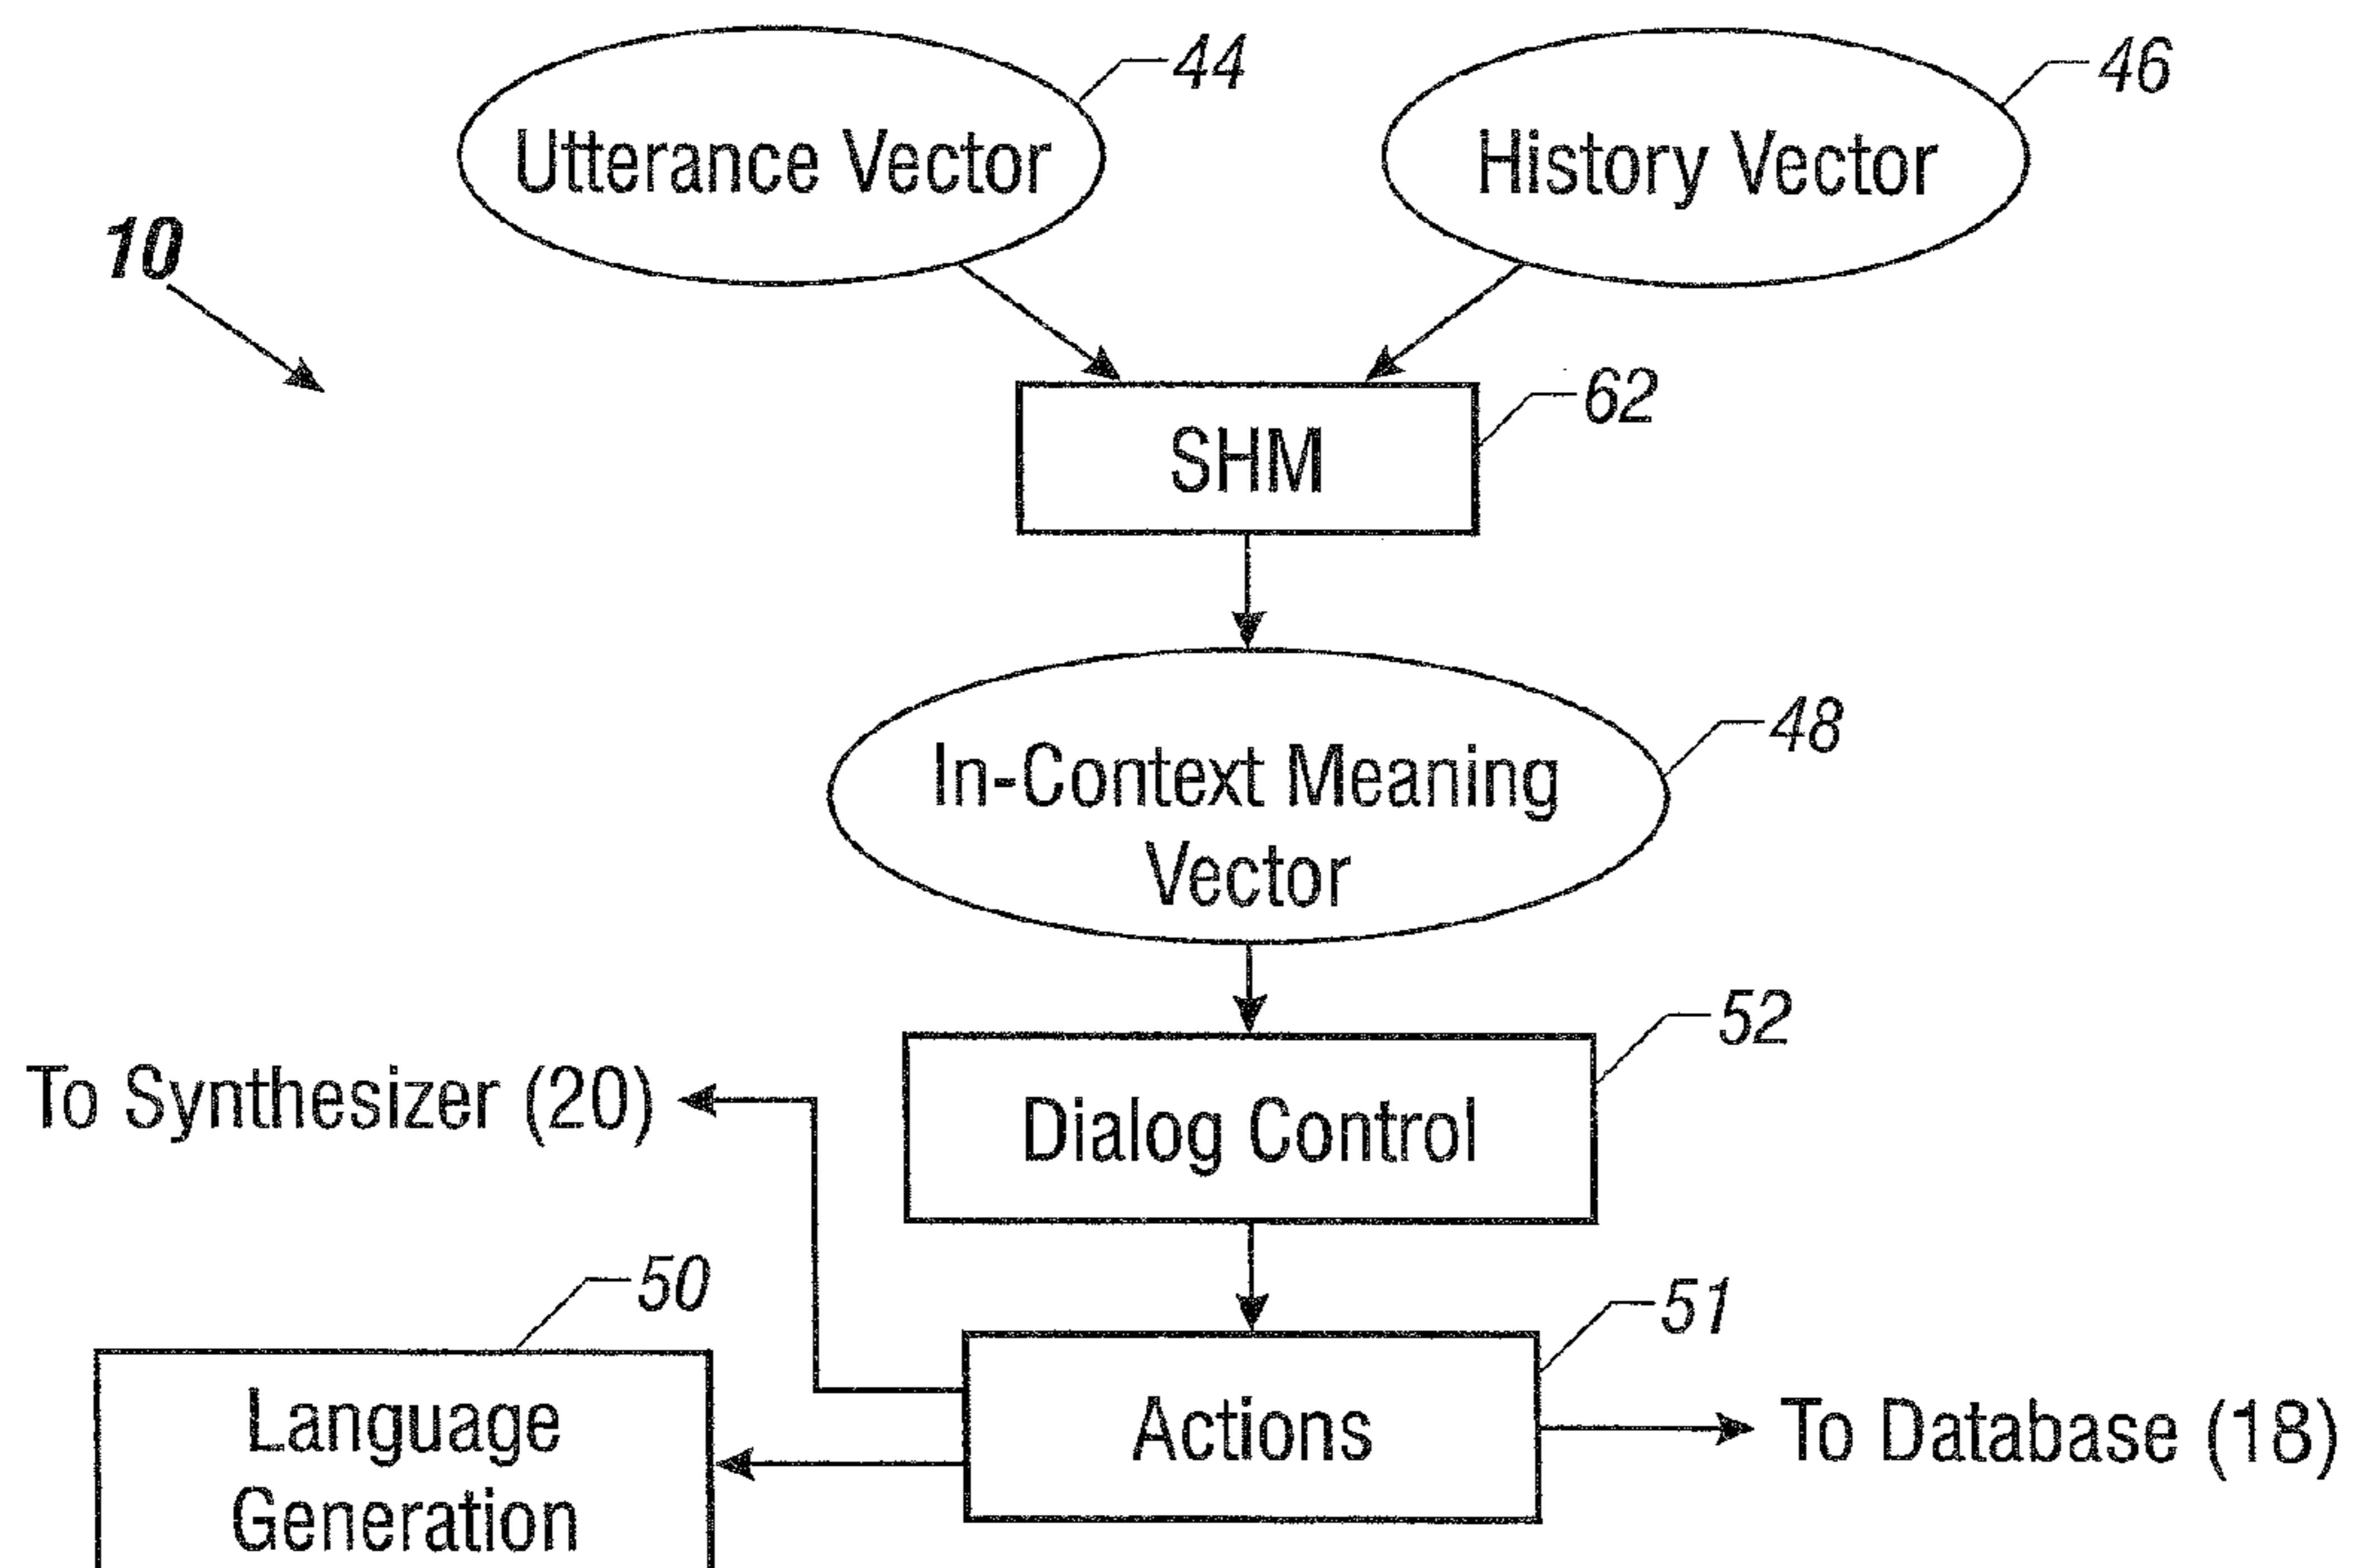 44
46
Utterance Vector
History Vector
10
62
SHM
48
In-Context Meaning
Vector
52
To Synthesizer (20)
Dialog Control
50
51
Language
Generation
Actions
To Database (18)